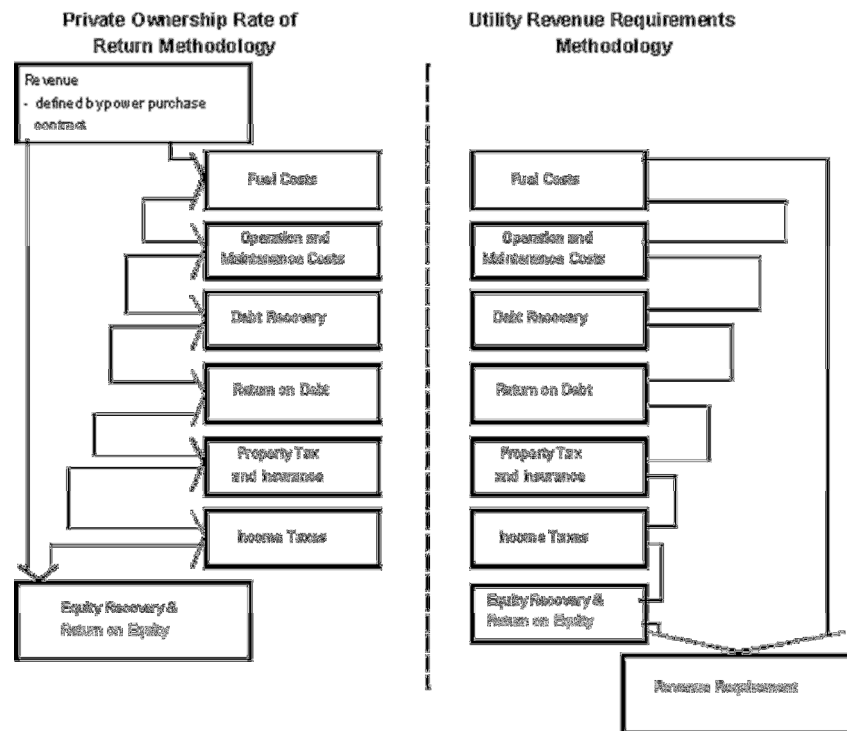 Private Ownership Rate of
Return Methodology
Revenue
- defined by power purchase
contract
Fuel Costs
Operation and
Maintenance Costs
Debt Recovery
Return on Debt
Property Tax
and Insurance
Income Taxes
Equity Recovery &
Return on Equity
Utility Revenue Requirements
Methodology
Fuel Costs
Operation and
Maintenance Costs
Debt Recovery
Return on Debt
Property Tax
and Insurance
Income Taxes
Equity Recovery &
Return on Equity
Revenue Requirement